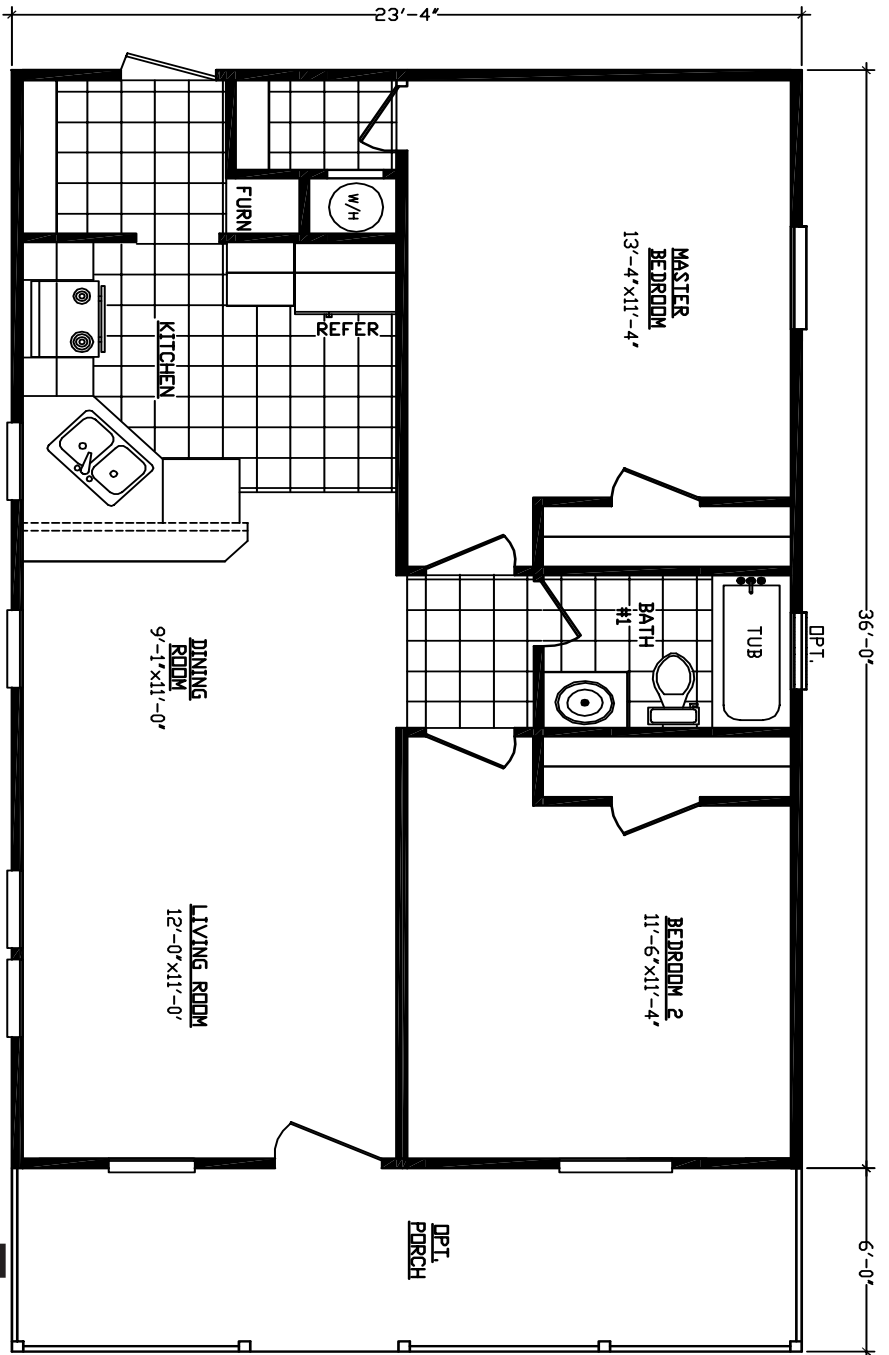 23'-4"
36'-0"
6'-0"
MASTER
BEDROOM
13'-4"x11'-4"
W/H
FURN
REFER
KITCHEN
OPT.
TUB
BATH
#1
DINING
ROOM
9'-1"x11'-0"
BEDROOM 2
11'-6"x11'-4"
LIVING ROOM
12'-0"x11'-0'
OPT.
PORCH